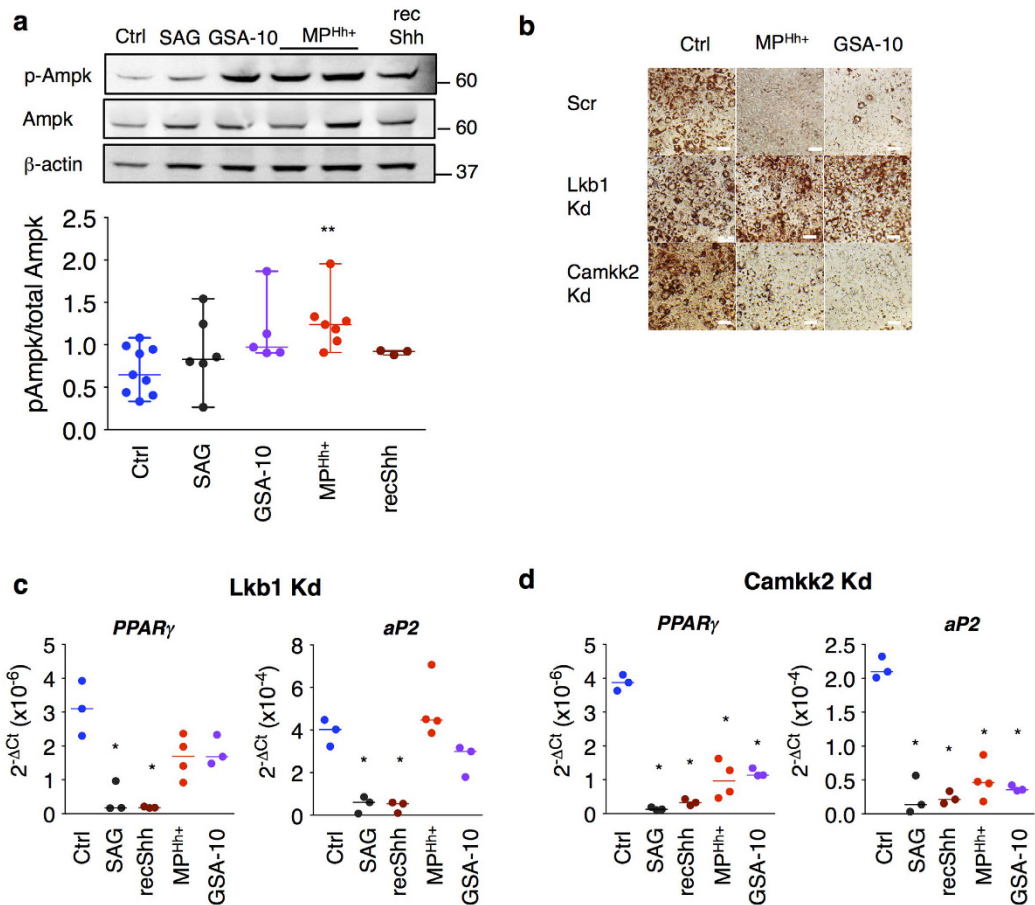 a
Ctrl SAG GSA-10 MPHh+ rec Shh
p-Ampk 60
Ampk 60
β-actin 37
pAmpk/total Ampk
2.5
2.0
1.5
1.0
0.5
0.0
**
Ctrl SAG GSA-10 MPHh+ recShh
b
Ctrl MPHh+ GSA-10
Scr
Lkb1 Kd
Camkk2 Kd
c
Lkb1 Kd
PPARγ
2-ΔCt (x10-6)
5
4
3
2
1
0
* *
Ctrl SAG recShh MPHh+ GSA-10
aP2
2-ΔCt (x10-4)
8
6
4
2
0
* *
Ctrl SAG recShh MPHh+ GSA-10
d
Camkk2 Kd
PPARγ
2-ΔCt (x10-6)
5
4
3
2
1
0
* * * *
Ctrl SAG recShh MPHh+ GSA-10
aP2
2-ΔCt (x10-4)
2.5
2.0
1.5
1.0
0.5
0.0
* * * *
Ctrl SAG recShh MPHh+ GSA-10